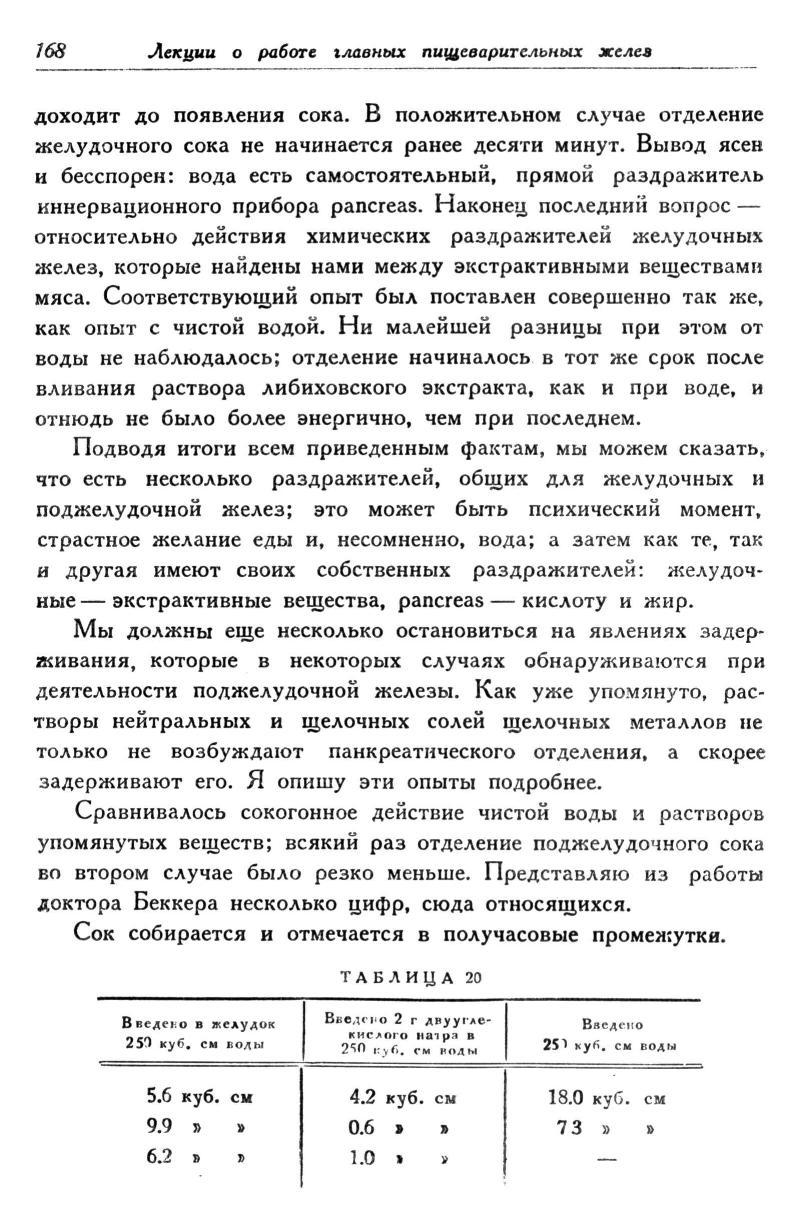 168 Лекции о работе главных пищеварительных желез
доходит до появления сока. В положительном случае отделение
желудочного сока не начинается ранее десяти минут. Вывод ясен
и бесспорен: вода есть самостоятельный, прямой раздражитель
иннервационного прибора pancreas. Наконец последний вопрос —
относительно действия химических раздражителей желудочных
желез, которые найдены нами между экстрактивными веществами
мяса. Соответствующий опыт был поставлен совершенно так же,
как опыт с чистой водой. Ни малейшей разницы при этом от
воды не наблюдалось; отделение начиналось в тот же срок после
вливания раствора либиховского экстракта, как и при воде, и
отнюдь не было более энергично, чем при последнем.
Подводя итоги всем приведенным фактам, мы можем сказать,
что есть несколько раздражителей, общих для желудочных и
поджелудочной желез; это может быть психический момент,
страстное желание еды и, несомненно, вода; а затем как те, так
и другая имеют своих собственных раздражителей: желудоч-
ные — экстрактивные вещества, pancreas — кислоту и жир.
Мы должны еще несколько остановиться на явлениях задер-
живания, которые в некоторых случаях обнаруживаются при
деятельности поджелудочной железы. Как уже упомянуто, рас-
творы нейтральных и щелочных солей щелочных металлов не
только не возбуждают панкреатического отделения, а скорее
задерживают его. Я опишу эти опыты подробнее.
Сравнивалось сокогонное действие чистой воды и растворов
упомянутых веществ; всякий раз отделение поджелудочного сока
во втором случае было резко меньше. Представляю из работы
доктора Беккера несколько цифр, сюда относящихся.
Сок собирается и отмечается в получасовые промежутки.
ТАБЛИЦА 20
Введено в желудок
250 куб. см воды
Введено 2 г двуугле-
кислого натра в
250 куб. см воды
Введено
250 куб. см воды
5.6 куб. см 4.2 куб. см 18.0 куб. см
9.9 » » 0.6 » » 73 » »
6.2 » » 1.0 » » —